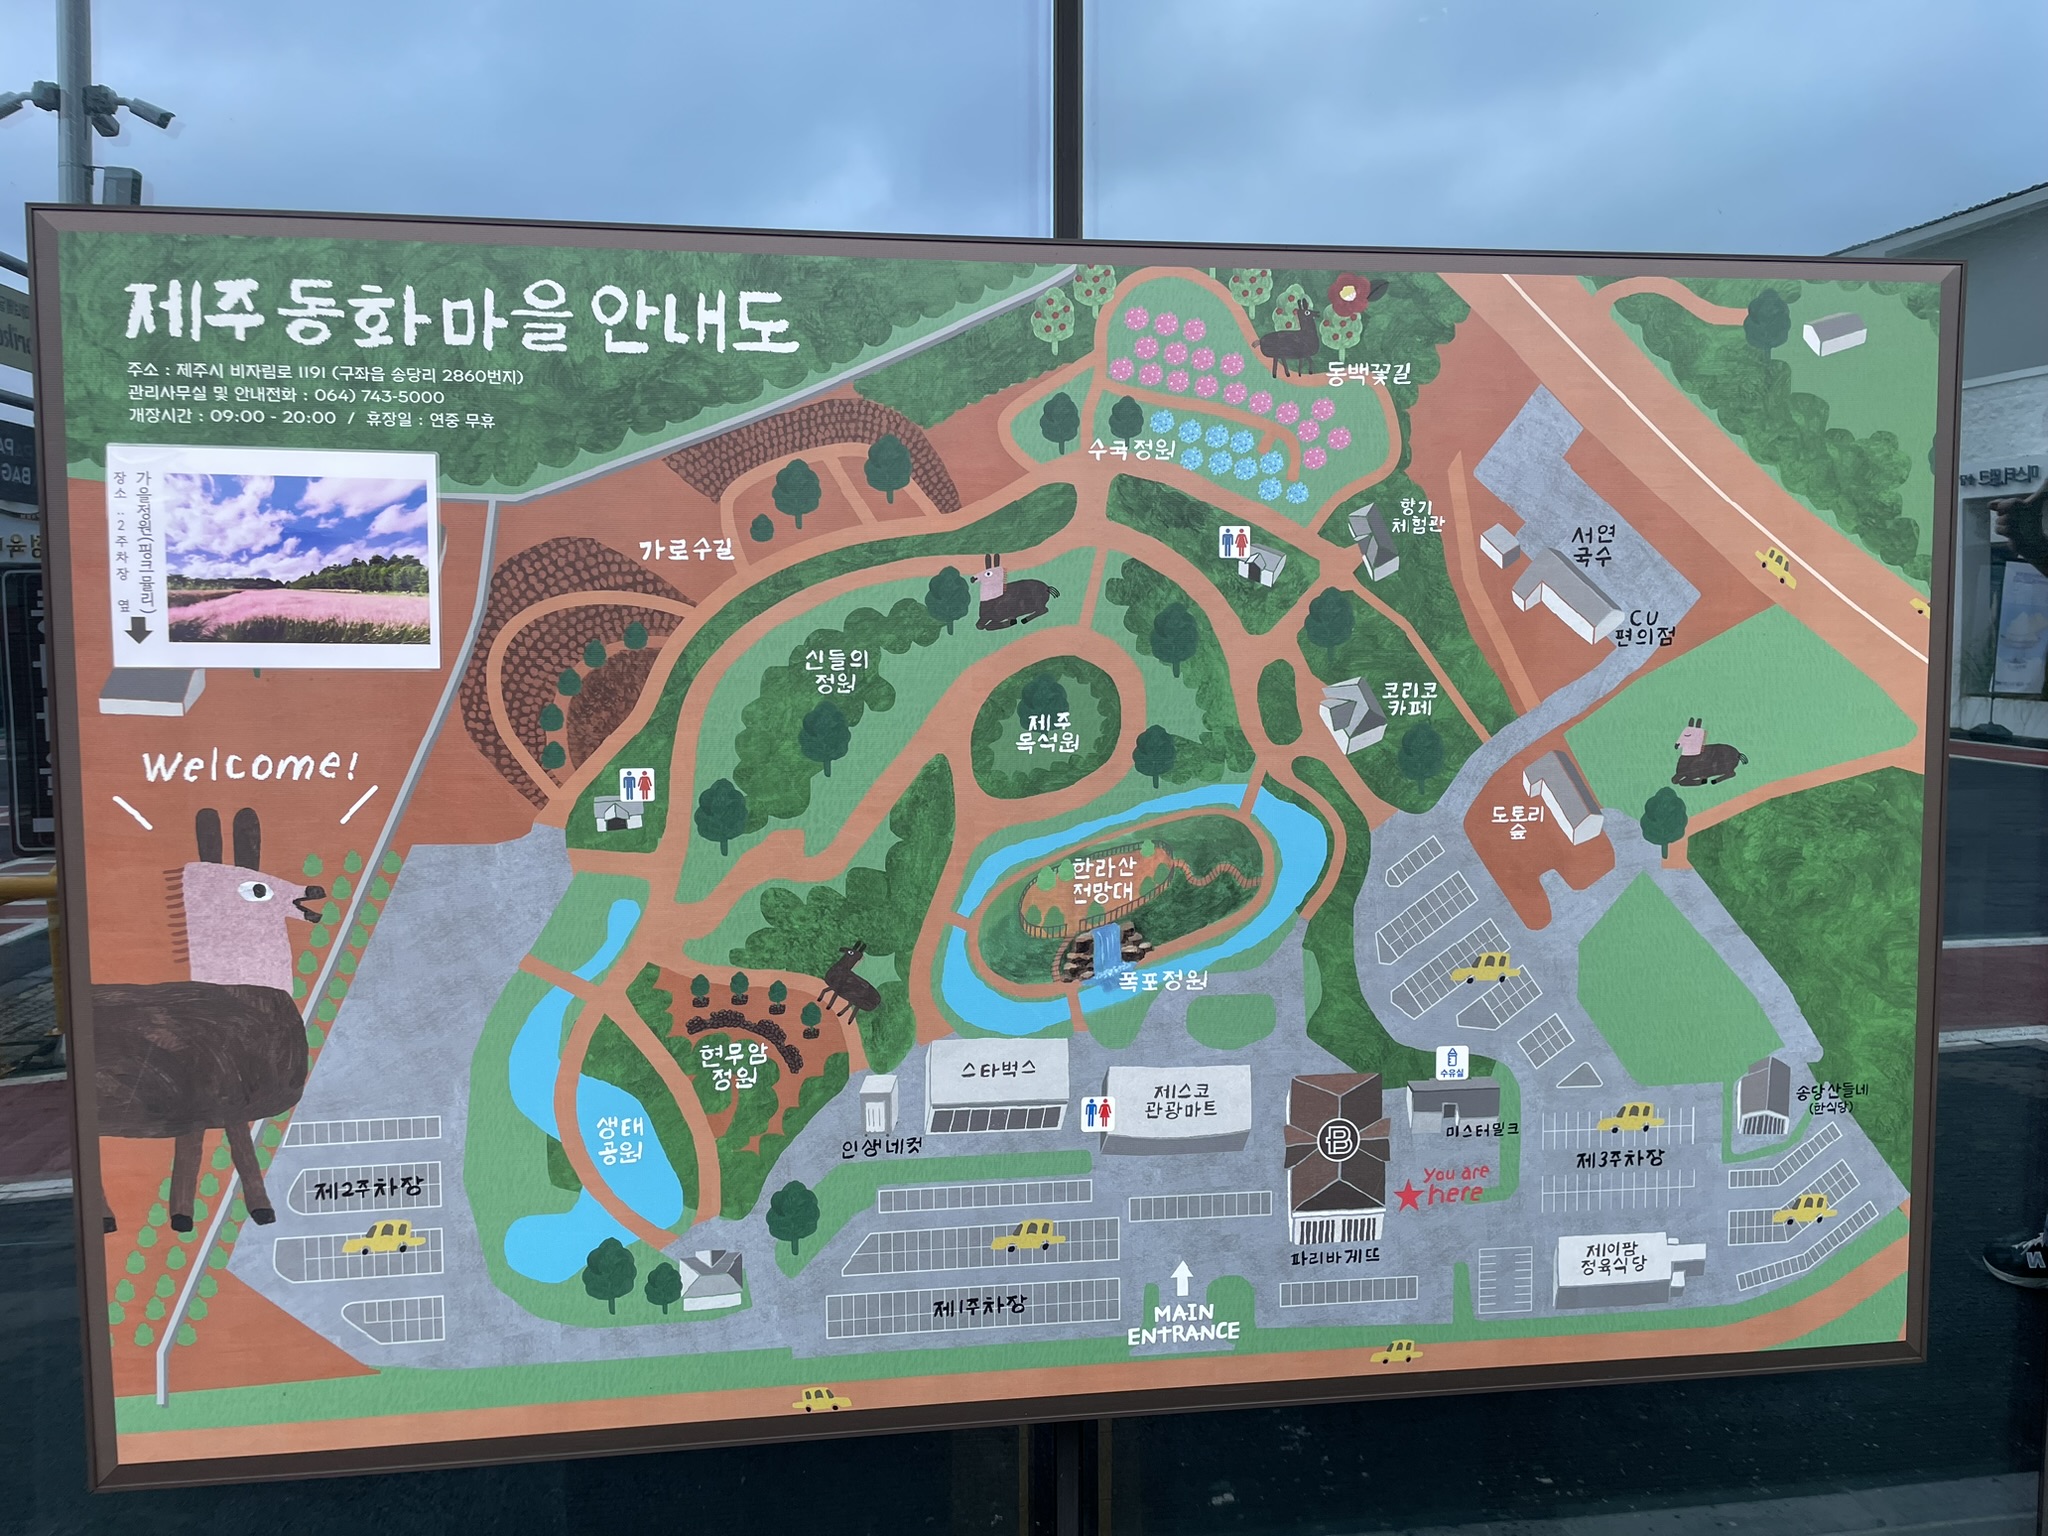 제주동화마을 안내도
주소 : 제주시 비자림로 1191 (구좌읍 송당리 2860번지)
관리사무실 및 안내전화 : 064) 743-5000
개장시간 : 09:00 - 20:00 / 휴장일 : 연중 무휴
가을정원(핑크뮬리)
장소 : 2주차장 옆
Welcome!
동백꽃길
수국정원
가로수길
향기
체험관
서연
국수
CU
편의점
신들의
정원
제주
목석원
코리코
카페
도토리
숲
한라산
전망대
폭포정원
현무암
정원
생태
공원
스타벅스
제스코
관광마트
인생네컷
B
수유실
미스터밀크
송당산들네
(한식당)
You are
here
제3주차장
제2주차장
파리바게뜨
제이팜
정육식당
제1주차장
MAIN
ENTRANCE